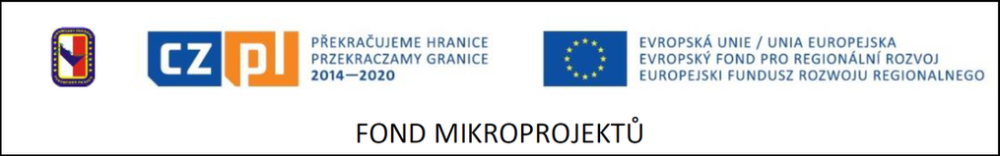 cz pl
PŘEKRAČUJEME HRANICE
PRZEKRACZAMY GRANICE
2014—2020
EVROPSKÁ UNIE / UNIA EUROPEJSKA
EVROPSKÝ FOND PRO REGIONÁLNÍ ROZVOJ
EUROPEJSKI FUNDUSZ ROZWOJU REGIONALNEGO
FOND MIKROPROJEKTŮ